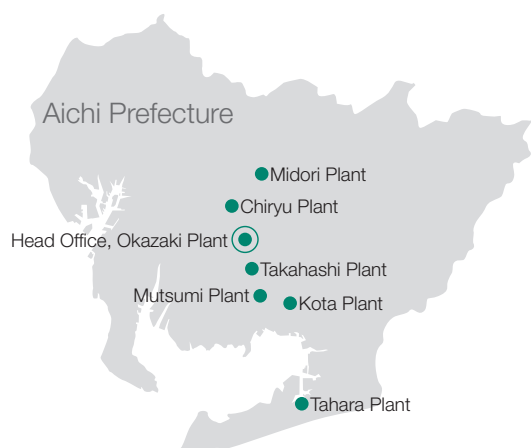 Aichi Prefecture
Midori Plant
Chiryu Plant
Head Office, Okazaki Plant
Takahashi Plant
Mutsumi Plant
Kota Plant
Tahara Plant